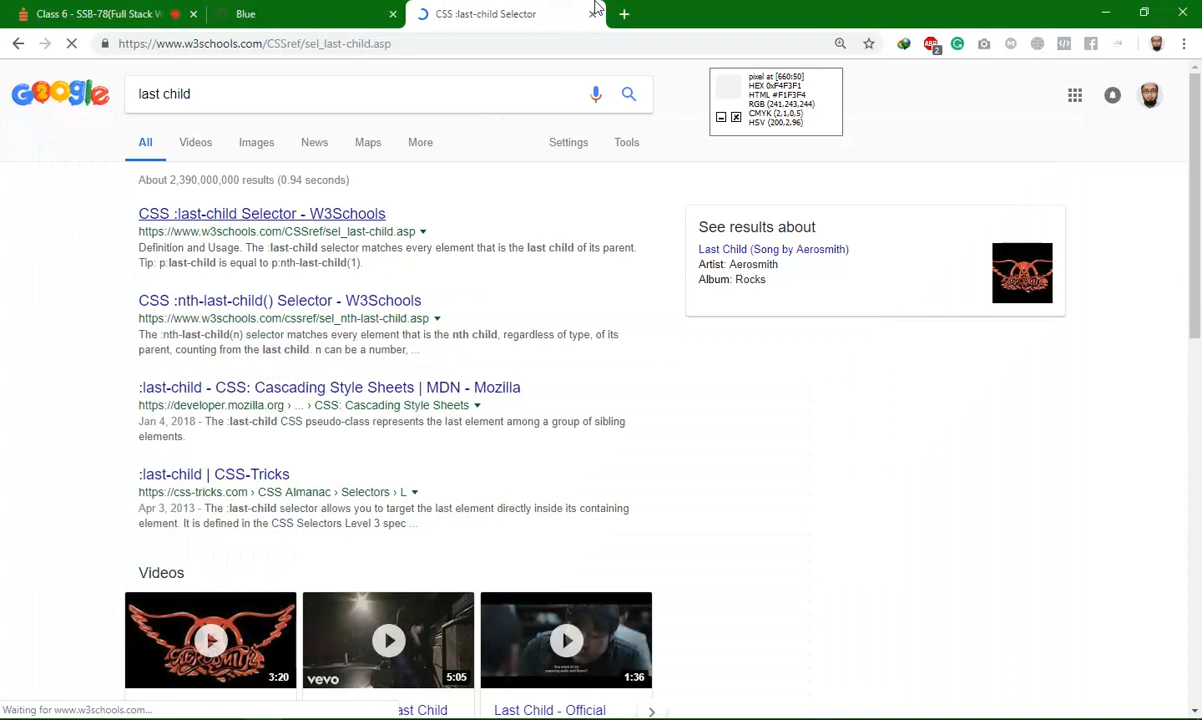 Class 6 - SSB-78(Full Stack W
Blue
CSS :last-child Selector
https://www.w3schools.com/CSSref/sel_last-child.asp
2
Google
last child
pixel at [660:50]
HEX 0xF4F3F1
HTML #F1F3F4
RGB (241,243,244)
CMYK (2,1,0,5)
HSV (200,2,96)
All Videos Images News Maps More Settings Tools
About 2,390,000,000 results (0.94 seconds)
CSS :last-child Selector - W3Schools
https://www.w3schools.com/CSSref/sel_last-child.asp
Definition and Usage. The :last-child selector matches every element that is the last child of its parent.
Tip: p:last-child is equal to p:nth-last-child(1).
See results about
Last Child (Song by Aerosmith)
Artist: Aerosmith
Album: Rocks
CSS :nth-last-child() Selector - W3Schools
https://www.w3schools.com/cssref/sel_nth-last-child.asp
The :nth-last-child(n) selector matches every element that is the nth child, regardless of type, of its
parent, counting from the last child. n can be a number, ...
:last-child - CSS: Cascading Style Sheets | MDN - Mozilla
https://developer.mozilla.org › ... › CSS: Cascading Style Sheets
Jan 4, 2018 - The :last-child CSS pseudo-class represents the last element among a group of sibling
elements.
:last-child | CSS-Tricks
https://css-tricks.com › CSS Almanac › Selectors › L
Apr 3, 2013 - The :last-child selector allows you to target the last element directly inside its containing
element. It is defined in the CSS Selectors Level 3 spec ...
Videos
AEROSMITH
3:20
vevo
5:05
1:36
ast Child
Last Child - Official
Waiting for www.w3schools.com...